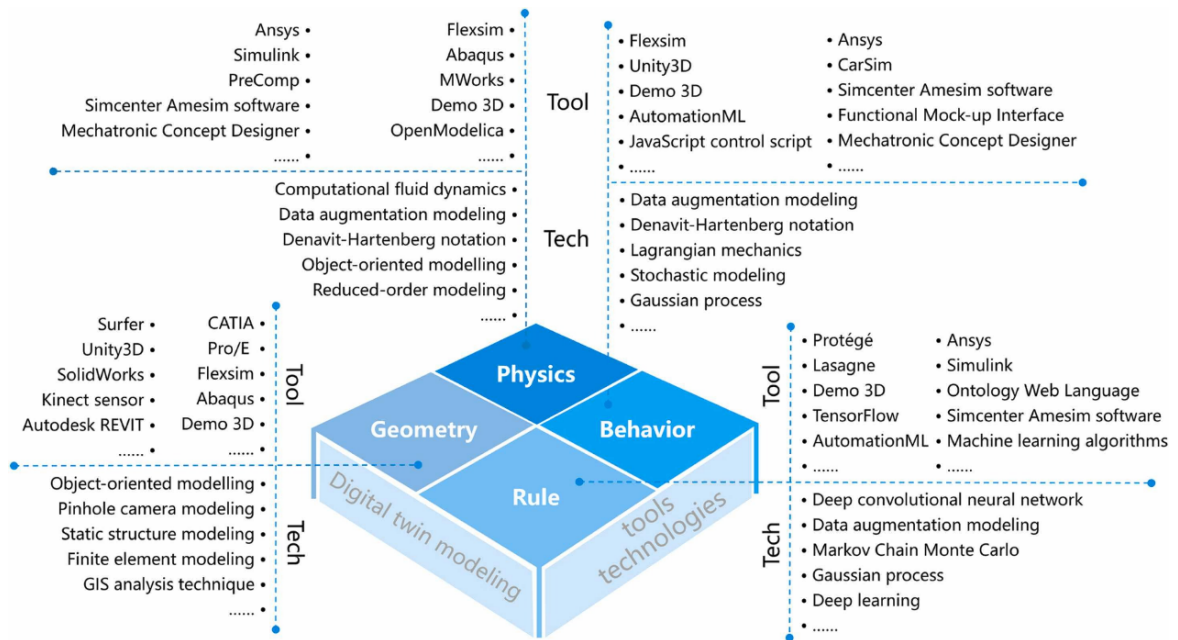 Ansys •
Simulink •
PreComp •
Simcenter Amesim software •
Mechatronic Concept Designer •
...... •
Flexsim •
Abaqus •
MWorks •
Demo 3D •
OpenModelica •
...... •
Tool
• Flexsim
• Unity3D
• Demo 3D
• AutomationML
• JavaScript control script
• ......
• Ansys
• CarSim
• Simcenter Amesim software
• Functional Mock-up Interface
• Mechatronic Concept Designer
• ......
Computational fluid dynamics •
Data augmentation modeling •
Denavit-Hartenberg notation •
Object-oriented modelling •
Reduced-order modeling •
...... •
Tech
• Data augmentation modeling
• Denavit-Hartenberg notation
• Lagrangian mechanics
• Stochastic modeling
• Gaussian process
• ......
Surfer •
Unity3D •
SolidWorks •
Kinect sensor •
Autodesk REVIT •
...... •
CATIA •
Pro/E •
Flexsim •
Abaqus •
Demo 3D •
...... •
Tool
Physics
Geometry
Behavior
Rule
Digital twin modeling
tools
technologies
Tool
• Protégé
• Lasagne
• Demo 3D
• TensorFlow
• AutomationML
• ......
• Ansys
• Simulink
• Ontology Web Language
• Simcenter Amesim software
• Machine learning algorithms
• ......
Object-oriented modelling •
Pinhole camera modeling •
Static structure modeling •
Finite element modeling •
GIS analysis technique •
...... •
Tech
Tech
• Deep convolutional neural network
• Data augmentation modeling
• Markov Chain Monte Carlo
• Gaussian process
• Deep learning
• ......